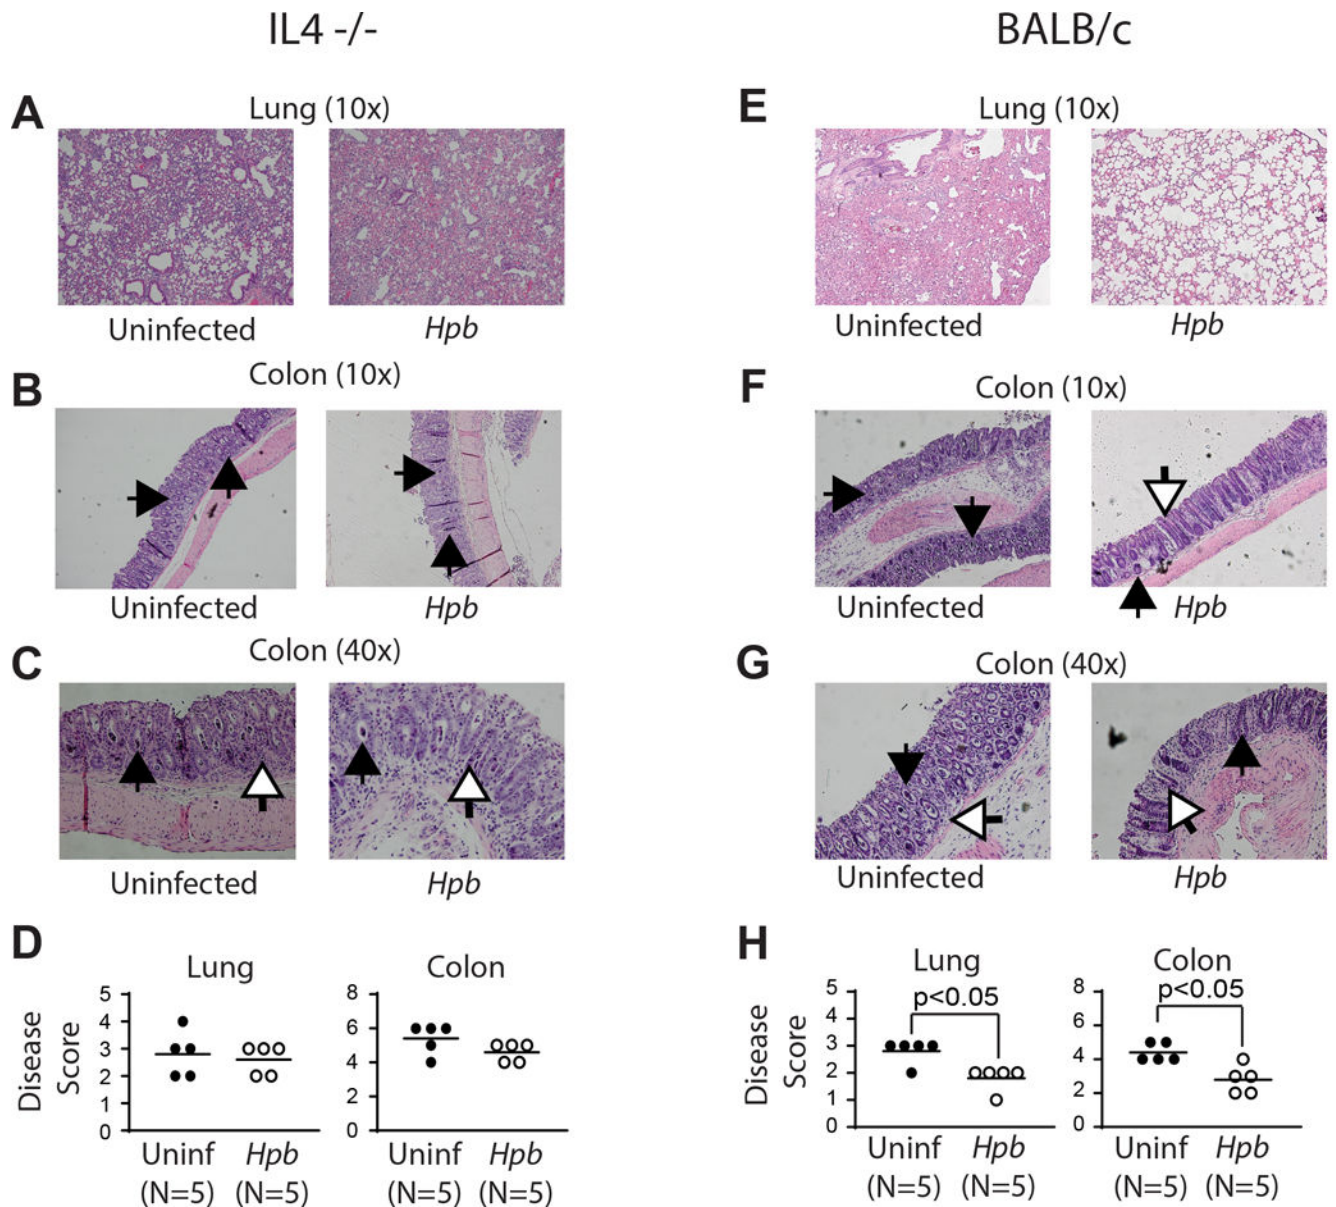 IL4 -/-
BALB/c
A
Lung (10x)
Uninfected
Hpb
B
Colon (10x)
Uninfected
Hpb
C
Colon (40x)
Uninfected
Hpb
D
Lung
Colon
Disease
Score
5
4
3
2
1
0
8
6
4
2
0
Uninf
(N=5)
Hpb
(N=5)
Uninf
(N=5)
Hpb
(N=5)
E
Lung (10x)
Uninfected
Hpb
F
Colon (10x)
Uninfected
Hpb
G
Colon (40x)
Uninfected
Hpb
H
Lung
Colon
Disease
Score
5
4
3
2
1
0
p<0.05
8
6
4
2
0
p<0.05
Uninf
(N=5)
Hpb
(N=5)
Uninf
(N=5)
Hpb
(N=5)